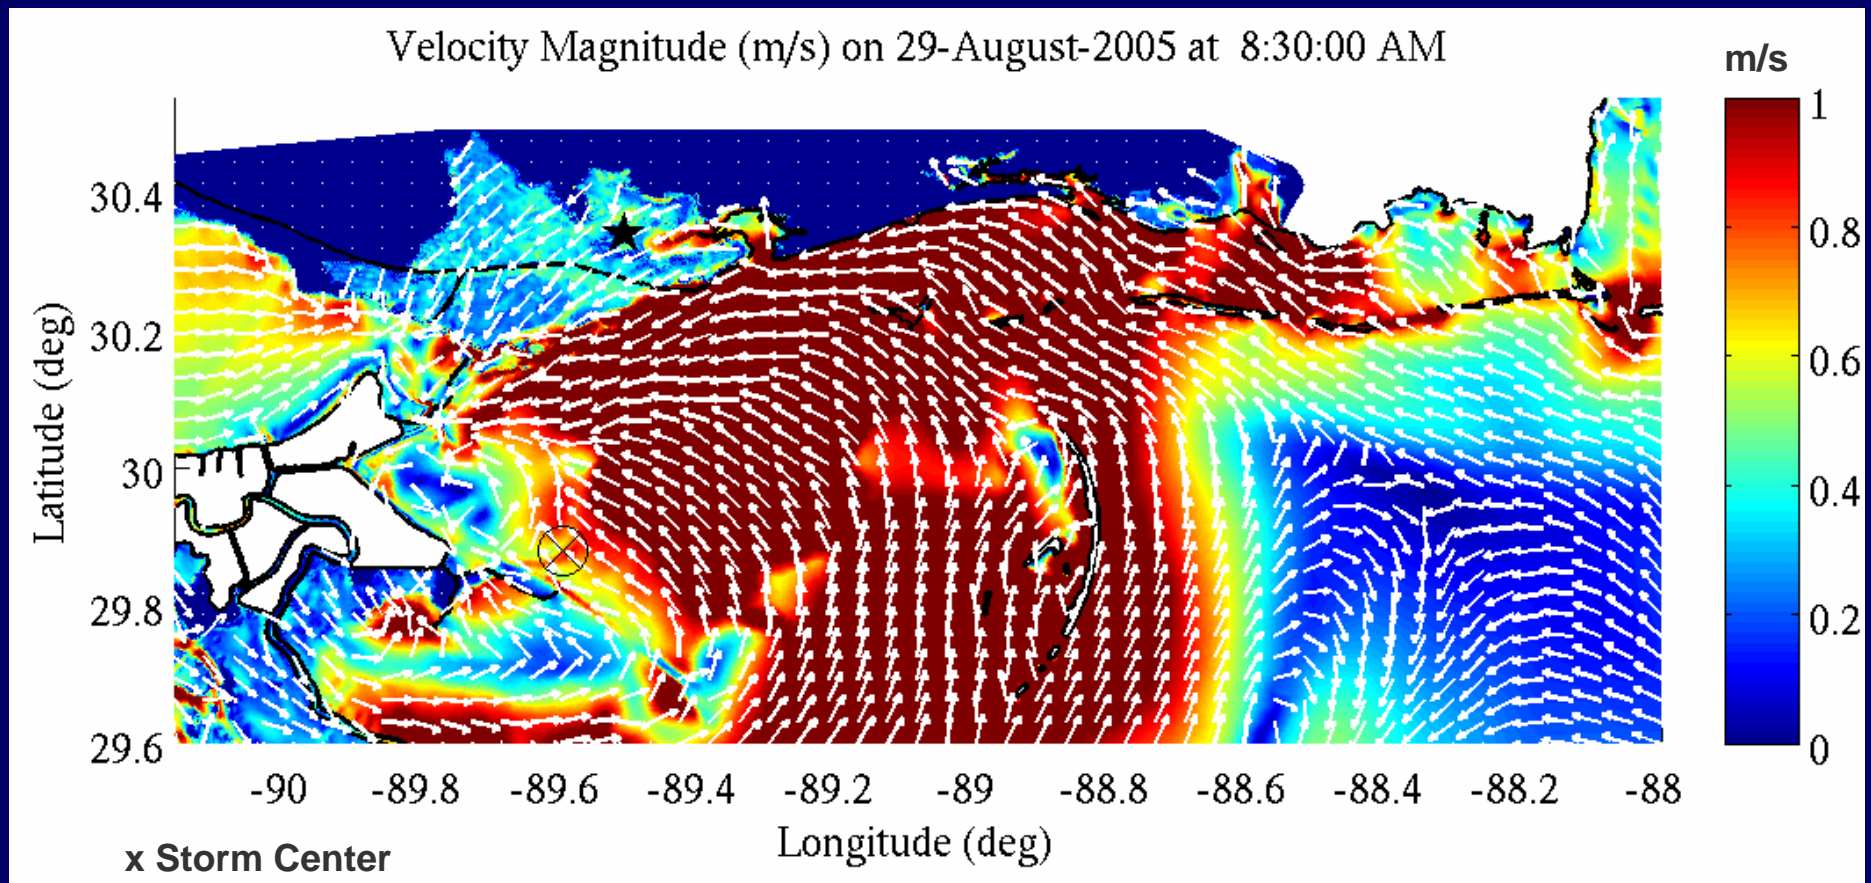 Velocity Magnitude (m/s) on 29-August-2005 at 8:30:00 AM
m/s
1
0.8
0.6
0.4
0.2
0
Latitude (deg)
30.4
30.2
30
29.8
29.6
-90 -89.8 -89.6 -89.4 -89.2 -89 -88.8 -88.6 -88.4 -88.2 -88
Longitude (deg)
x Storm Center